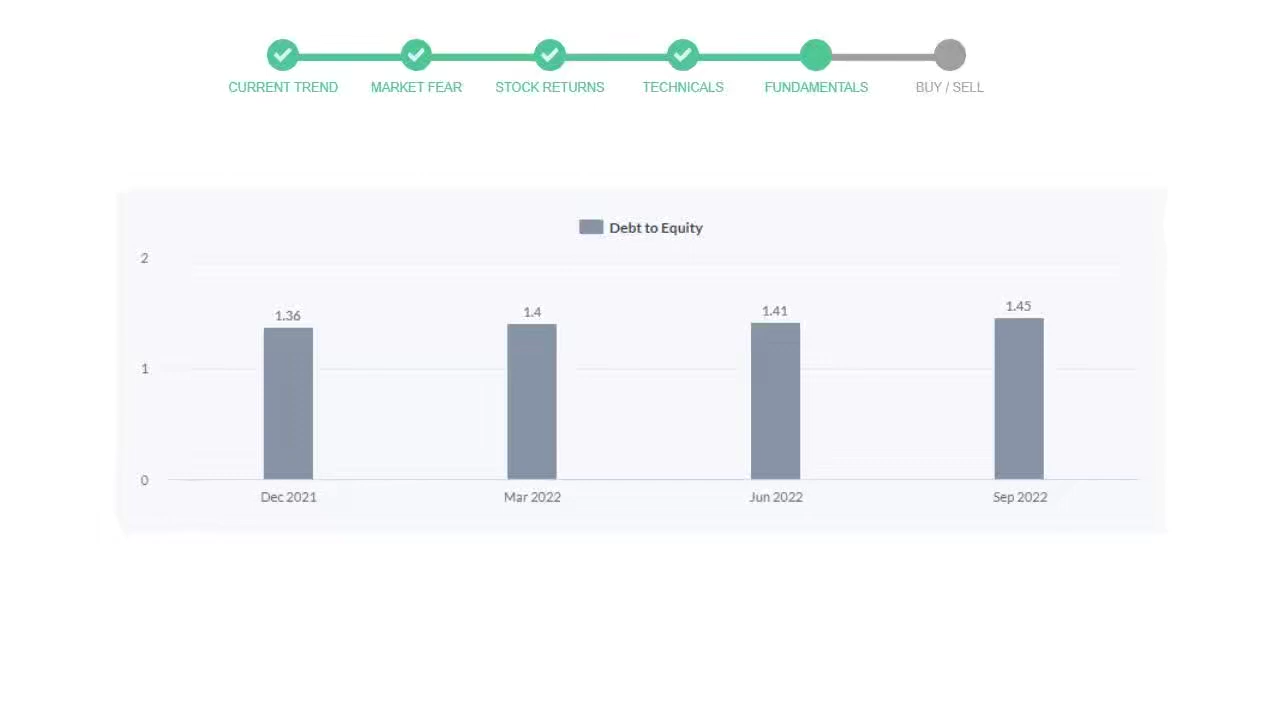 CURRENT TREND MARKET FEAR STOCK RETURNS TECHNICALS FUNDAMENTALS BUY / SELL
Debt to Equity
2
1.36 1.4 1.41 1.45
1
0
Dec 2021 Mar 2022 Jun 2022 Sep 2022